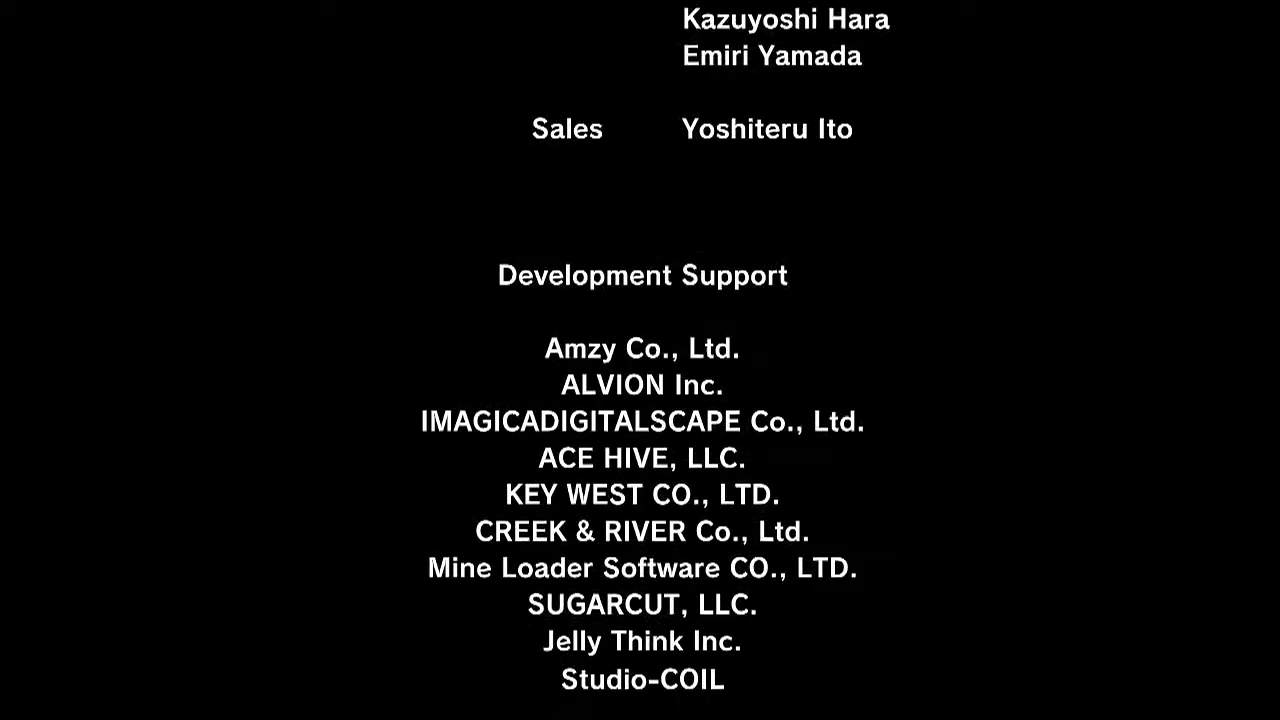 Kazuyoshi Hara
Emiri Yamada
Sales Yoshiteru Ito
Development Support
Amzy Co., Ltd.
ALVION Inc.
IMAGICADIGITALSCAPE Co., Ltd.
ACE HIVE, LLC.
KEY WEST CO., LTD.
CREEK & RIVER Co., Ltd.
Mine Loader Software CO., LTD.
SUGARCUT, LLC.
Jelly Think Inc.
Studio-COIL